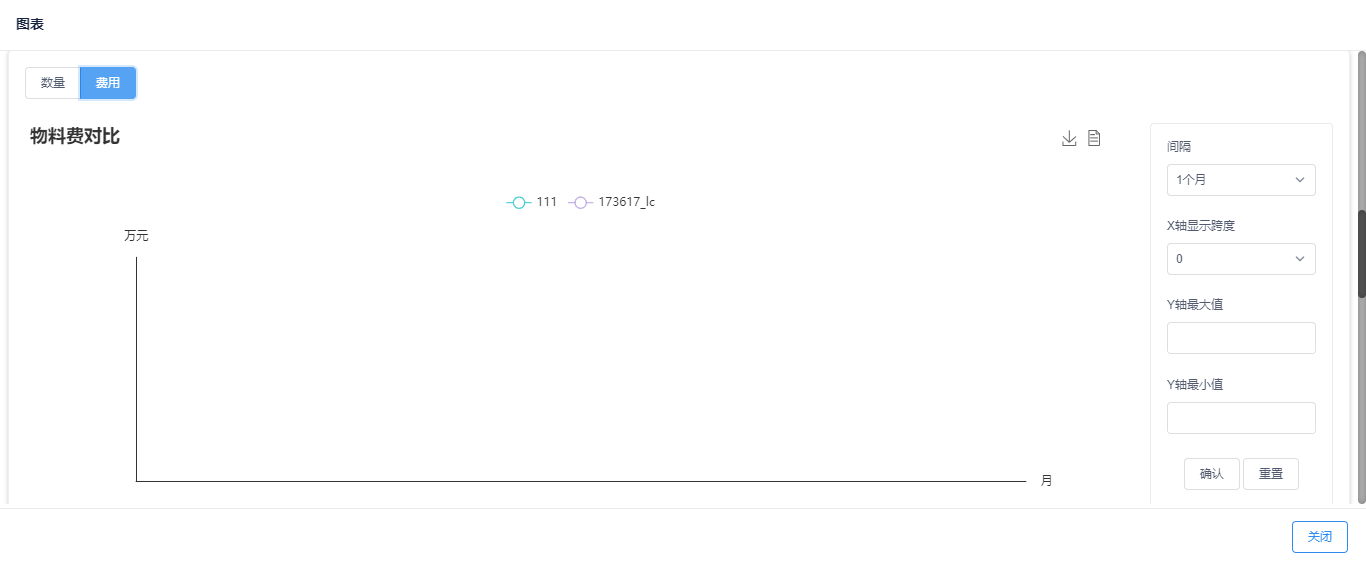 图表
数量
费用
物料费对比
111
173617_lc
万元
月
间隔
1个月
X轴显示跨度
0
Y轴最大值
Y轴最小值
确认
重置
关闭